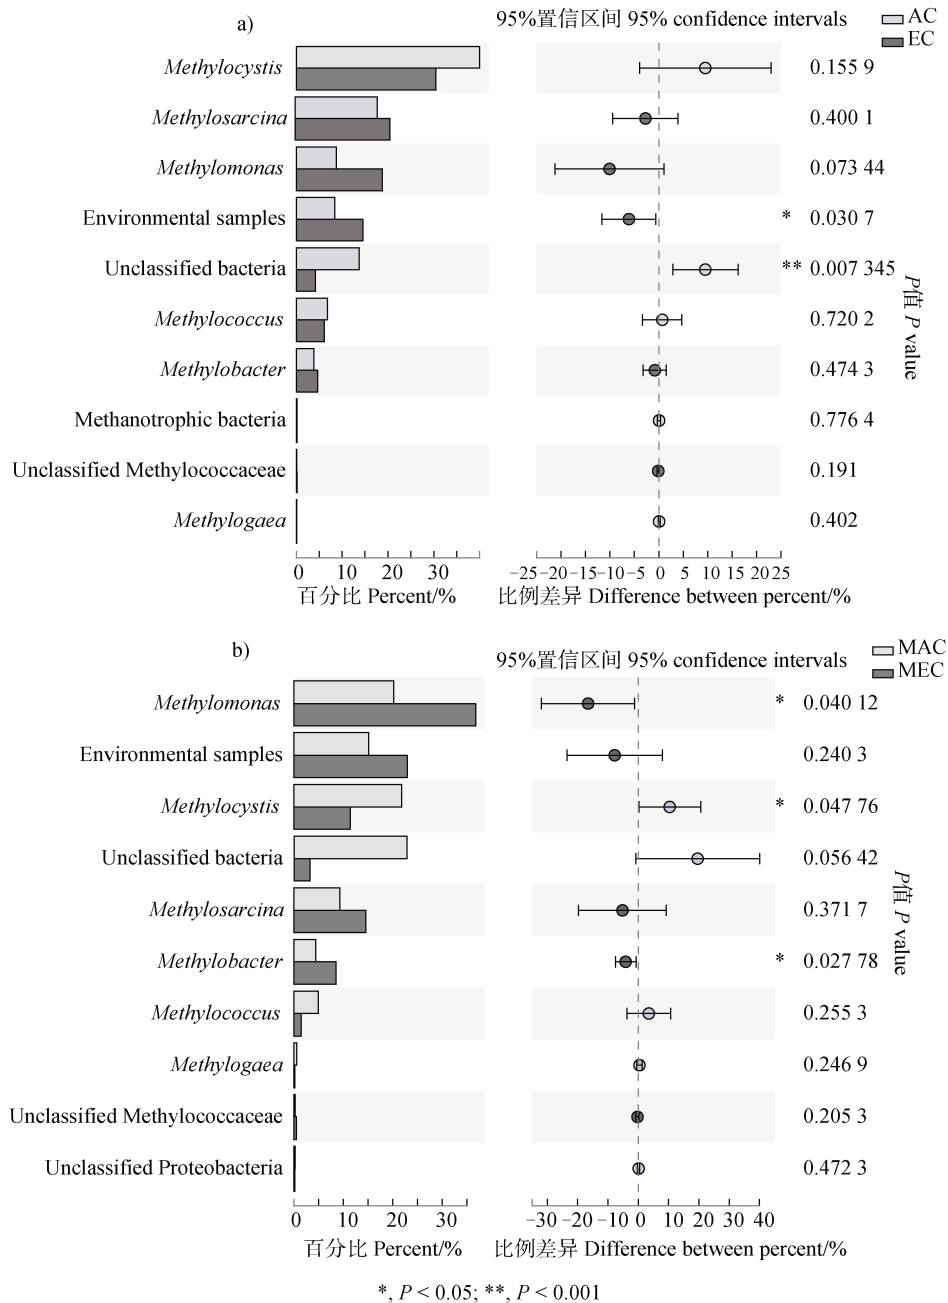 a)
95%置信区间 95% confidence intervals
AC
EC
Methylocystis
0.155 9
Methylosarcina
0.400 1
Methylomonas
0.073 44
Environmental samples
* 0.030 7
Unclassified bacteria
** 0.007 345
Methylococcus
0.720 2
Methylobacter
0.474 3
Methanotrophic bacteria
0.776 4
Unclassified Methylococcaceae
0.191
Methylogaea
0.402
P值 P value
0 10 20 30
−25 −20 −15 −10 −5 0 5 10 15 20 25
百分比 Percent/%
比例差异 Difference between percent/%
b)
95%置信区间 95% confidence intervals
MAC
MEC
Methylomonas
* 0.040 12
Environmental samples
0.240 3
Methylocystis
* 0.047 76
Unclassified bacteria
0.056 42
Methylosarcina
0.371 7
Methylobacter
* 0.027 78
Methylococcus
0.255 3
Methylogaea
0.246 9
Unclassified Methylococcaceae
0.205 3
Unclassified Proteobacteria
0.472 3
P值 P value
0 10 20 30
−30 −20 −10 0 10 20 30 40
百分比 Percent/%
比例差异 Difference between percent/%
*, P < 0.05; **, P < 0.001